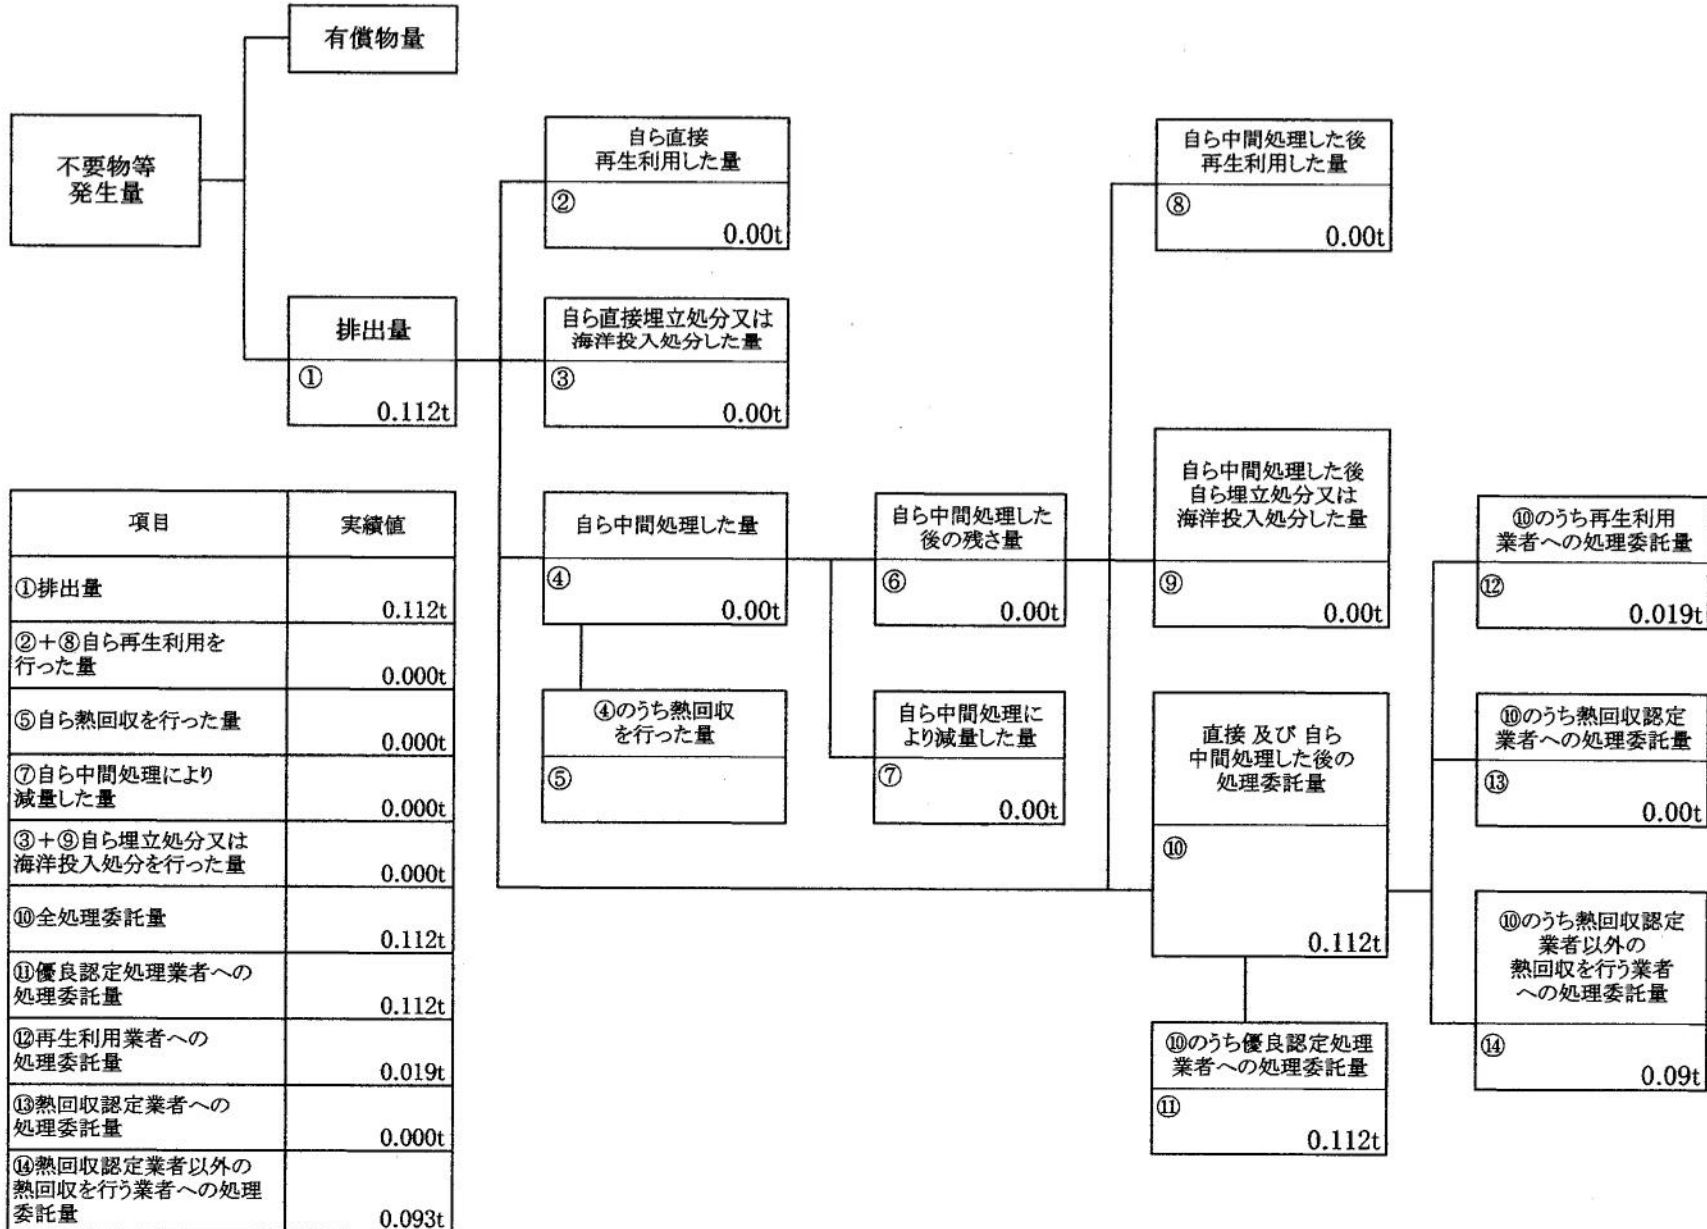 有償物量
不要物等
発生量
排出量
①
0.112t
自ら直接
再生利用した量
②
0.00t
自ら直接埋立処分又は
海洋投入処分した量
③
0.00t
自ら中間処理した量
④
0.00t
④のうち熱回収
を行った量
⑤
自ら中間処理した
後の残さ量
⑥
0.00t
自ら中間処理に
より減量した量
⑦
0.00t
自ら中間処理した後
再生利用した量
⑧
0.00t
自ら中間処理した後
自ら埋立処分又は
海洋投入処分した量
⑨
0.00t
直接 及び 自ら
中間処理した後の
処理委託量
⑩
0.112t
⑩のうち優良認定処理
業者への処理委託量
⑪
0.112t
⑩のうち再生利用
業者への処理委託量
⑫
0.019t
⑩のうち熱回収認定
業者への処理委託量
⑬
0.00t
⑩のうち熱回収認定
業者以外の
熱回収を行う業者
への処理委託量
⑭
0.09t
項目 実績値
①排出量
0.112t
②＋⑧自ら再生利用を
行った量
0.000t
⑤自ら熱回収を行った量
0.000t
⑦自ら中間処理により
減量した量
0.000t
③＋⑨自ら埋立処分又は
海洋投入処分を行った量
0.000t
⑩全処理委託量
0.112t
⑪優良認定処理業者への
処理委託量
0.112t
⑫再生利用業者への
処理委託量
0.019t
⑬熱回収認定業者への
処理委託量
0.000t
⑭熱回収認定業者以外の
熱回収を行う業者への処理
委託量
0.093t